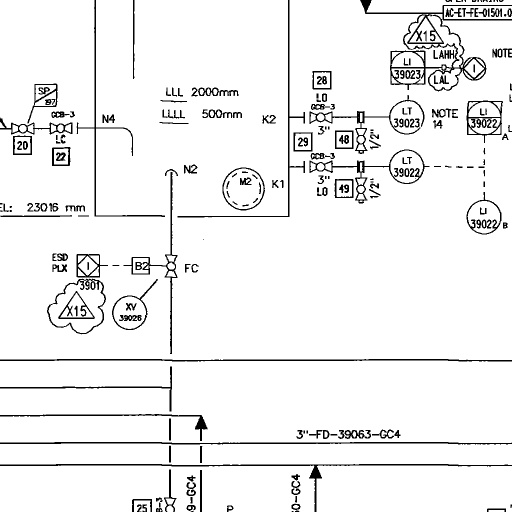 AC-ET-FE-01501.0
X15
LI
39023
LAHH
LAL
I
NOTE
SP
197
LLL 2000mm
LLLL 500mm
28
LO
GCB-3
3"
K2
LT
39023
NOTE
14
LI
39022
A
GCB-3
LC
20
22
N4
48
1/2"
29
GCB-3
3"
LO
K1
49
1/2"
LT
39022
N2
M2
EL: 23016 mm
LI
39022
B
ESD
PLX
I
3901
B2
FC
X15
XV
39026
3"-FD-39063-GC4
9-GC4
0-GC4
25
P